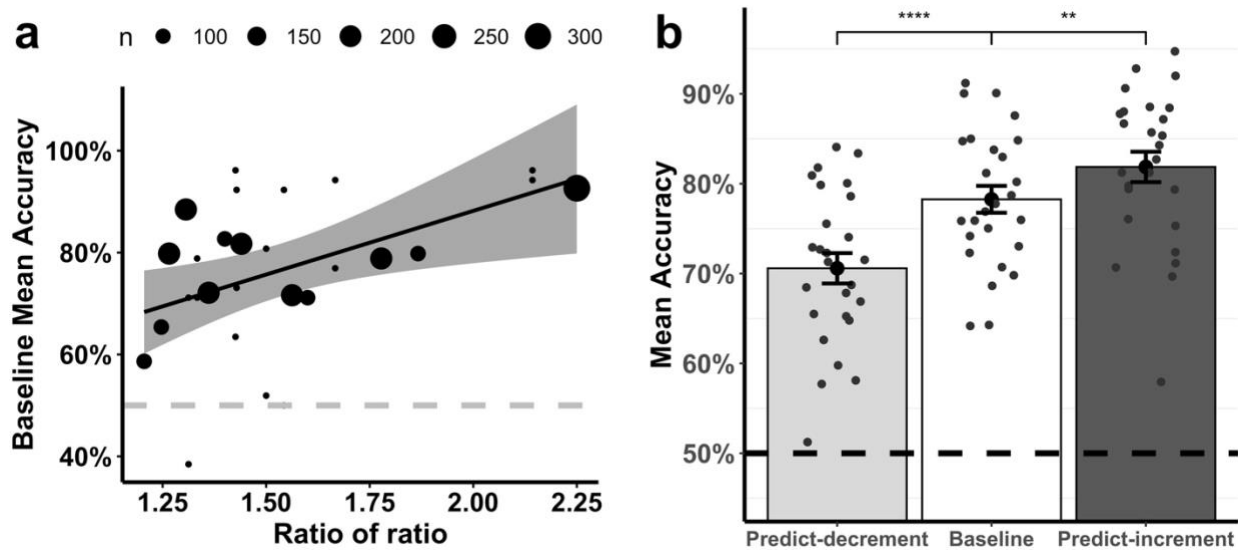 a
n 100 150 200 250 300
Baseline Mean Accuracy
100%
80%
60%
40%
1.25 1.50 1.75 2.00 2.25
Ratio of ratio
b
**** **
Mean Accuracy
90%
80%
70%
60%
50%
Predict-decrement Baseline Predict-increment